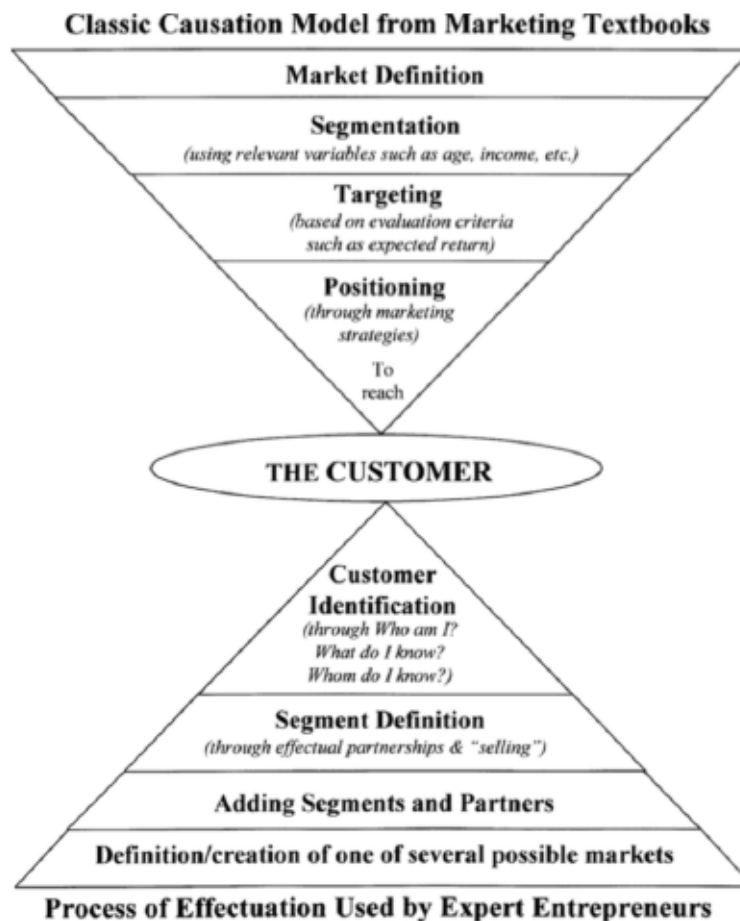 Classic Causation Model from Marketing Textbooks
Market Definition
Segmentation
(using relevant variables such as age, income, etc.)
Targeting
(based on evaluation criteria
such as expected return)
Positioning
(through marketing
strategies)
To
reach
THE CUSTOMER
Customer
Identification
(through Who am I?
What do I know?
Whom do I know?)
Segment Definition
(through effectual partnerships & “selling”)
Adding Segments and Partners
Definition/creation of one of several possible markets
Process of Effectuation Used by Expert Entrepreneurs